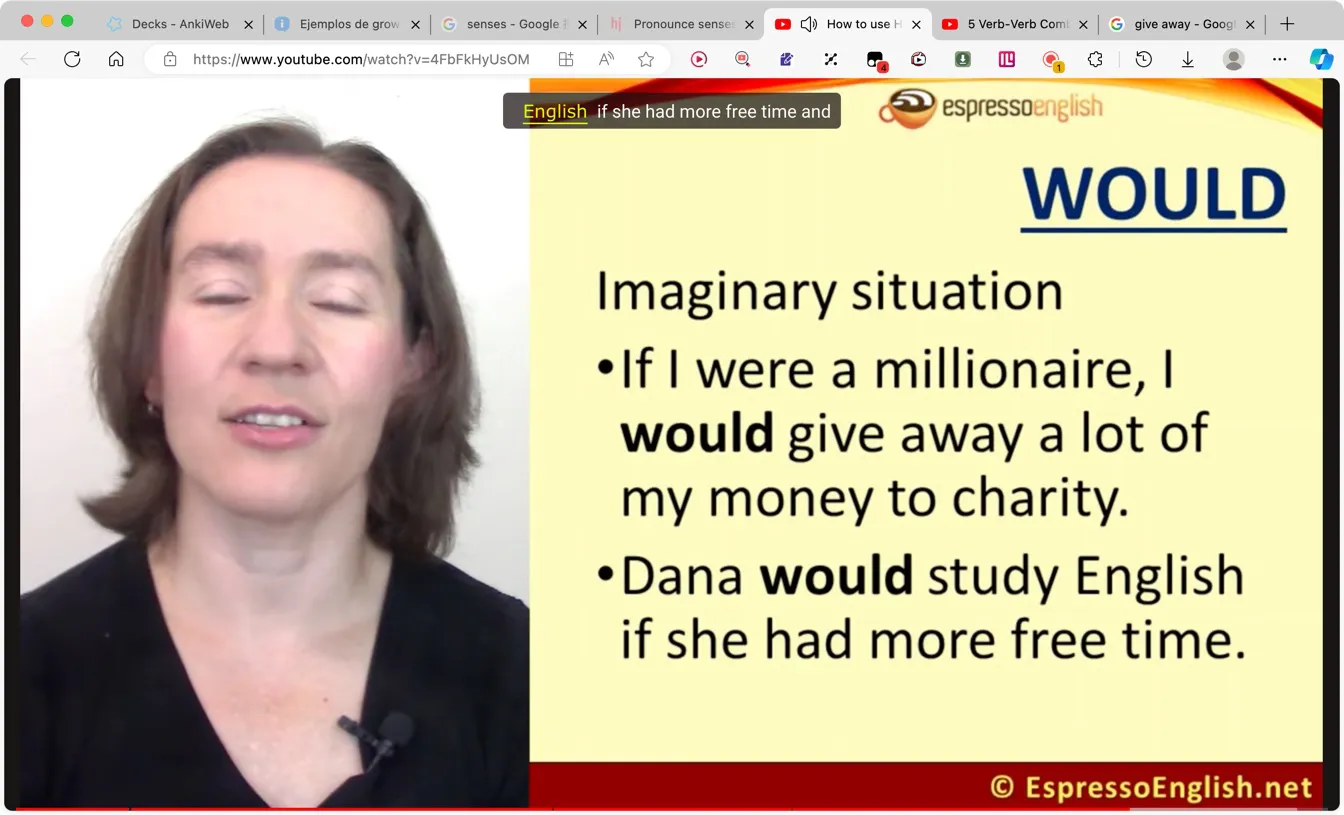 Decks - AnkiWeb
Ejemplos de grow
senses - Google
Pronounce senses
How to use H
5 Verb-Verb Com
give away - Googl
https://www.youtube.com/watch?v=4FbFkHyUsOM
4
1
English if she had more free time and
espressoenglish
WOULD
Imaginary situation
•If I were a millionaire, I
would give away a lot of
my money to charity.
•Dana would study English
if she had more free time.
© EspressoEnglish.net